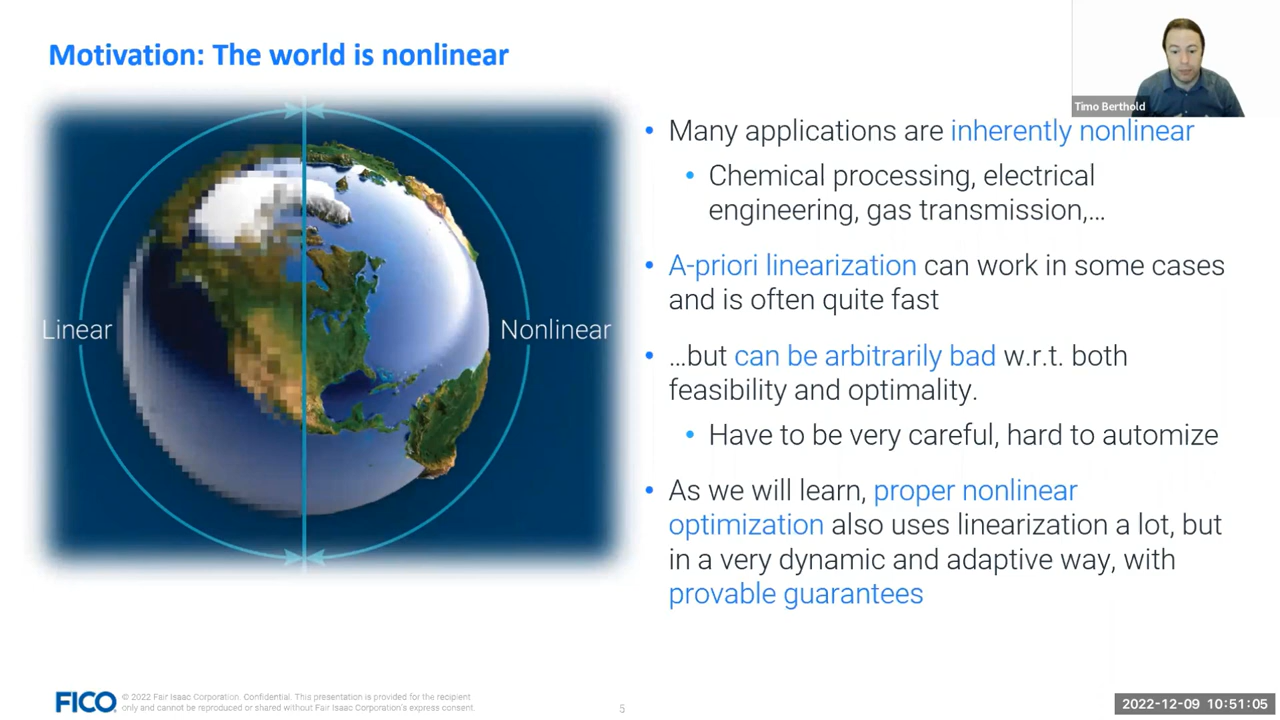 Motivation: The world is nonlinear
Timo Berthold
Linear
Nonlinear
• Many applications are inherently nonlinear
• Chemical processing, electrical
engineering, gas transmission,...
• A-priori linearization can work in some cases
and is often quite fast
• ...but can be arbitrarily bad w.r.t. both
feasibility and optimality.
• Have to be very careful, hard to automize
• As we will learn, proper nonlinear
optimization also uses linearization a lot, but
in a very dynamic and adaptive way, with
provable guarantees
FICO.
© 2022 Fair Isaac Corporation. Confidential. This presentation is provided for the recipient
only and cannot be reproduced or shared without Fair Isaac Corporation's express consent.
5
2022-12-09 10:51:05